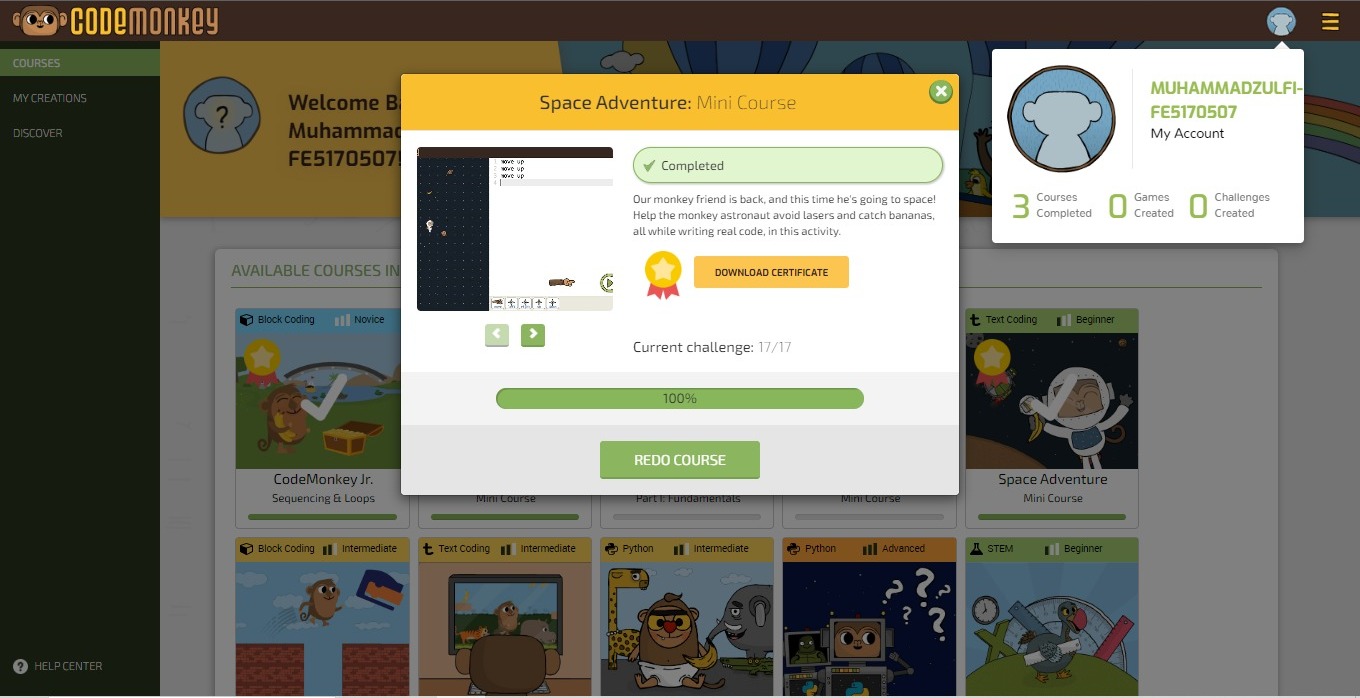 CODEMONKEY
COURSES
MY CREATIONS
DISCOVER
HELP CENTER
?
Welcome Ba
Muhammad
FE5170507!
MUHAMMADZULFI-
FE5170507
My Account
3 Courses Completed
0 Games Created
0 Challenges Created
Space Adventure: Mini Course
move up
move up
move up
Completed
Our monkey friend is back, and this time he's going to space!
Help the monkey astronaut avoid lasers and catch bananas,
all while writing real code, in this activity.
DOWNLOAD CERTIFICATE
Current challenge: 17/17
100%
REDO COURSE
AVAILABLE COURSES IN
Block Coding Novice
Text Coding Beginner
CodeMonkey Jr.
Sequencing & Loops
Mini Course
Part I: Fundamentals
Mini Course
Space Adventure
Mini Course
Block Coding Intermediate
Text Coding Intermediate
Python Intermediate
Python Advanced
STEM Beginner